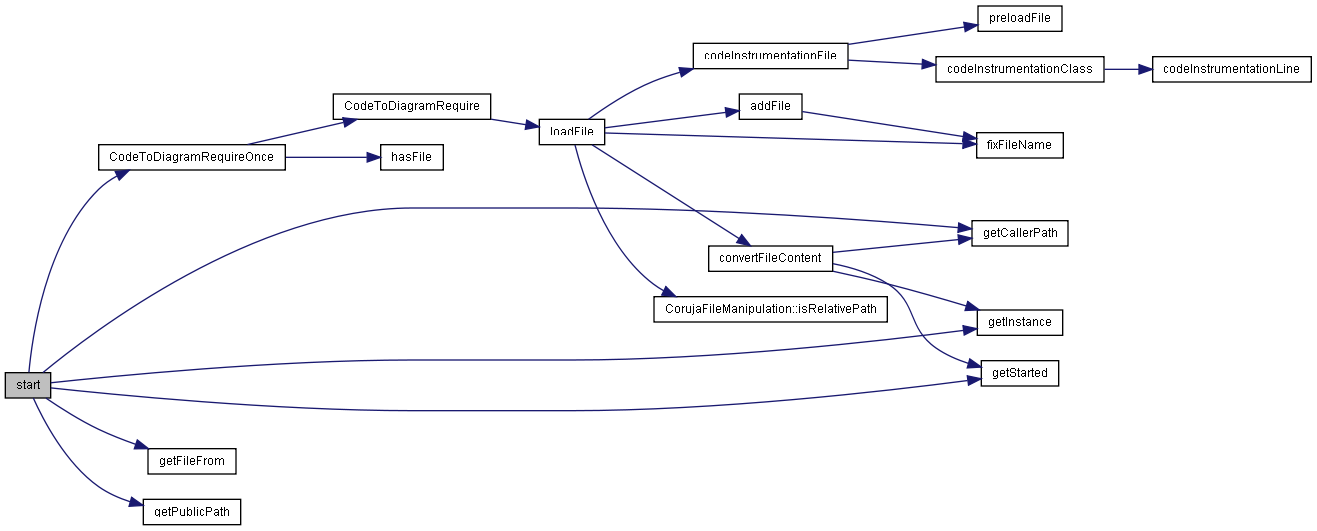 preloadFile
codeInstrumentationFile
codeInstrumentationClass
codeInstrumentationLine
CodeToDiagramRequire
addFile
loadFile
fixFileName
CodeToDiagramRequireOnce
hasFile
getCallerPath
convertFileContent
CorujaFileManipulation::isRelativePath
getInstance
getStarted
start
getFileFrom
getPublicPath